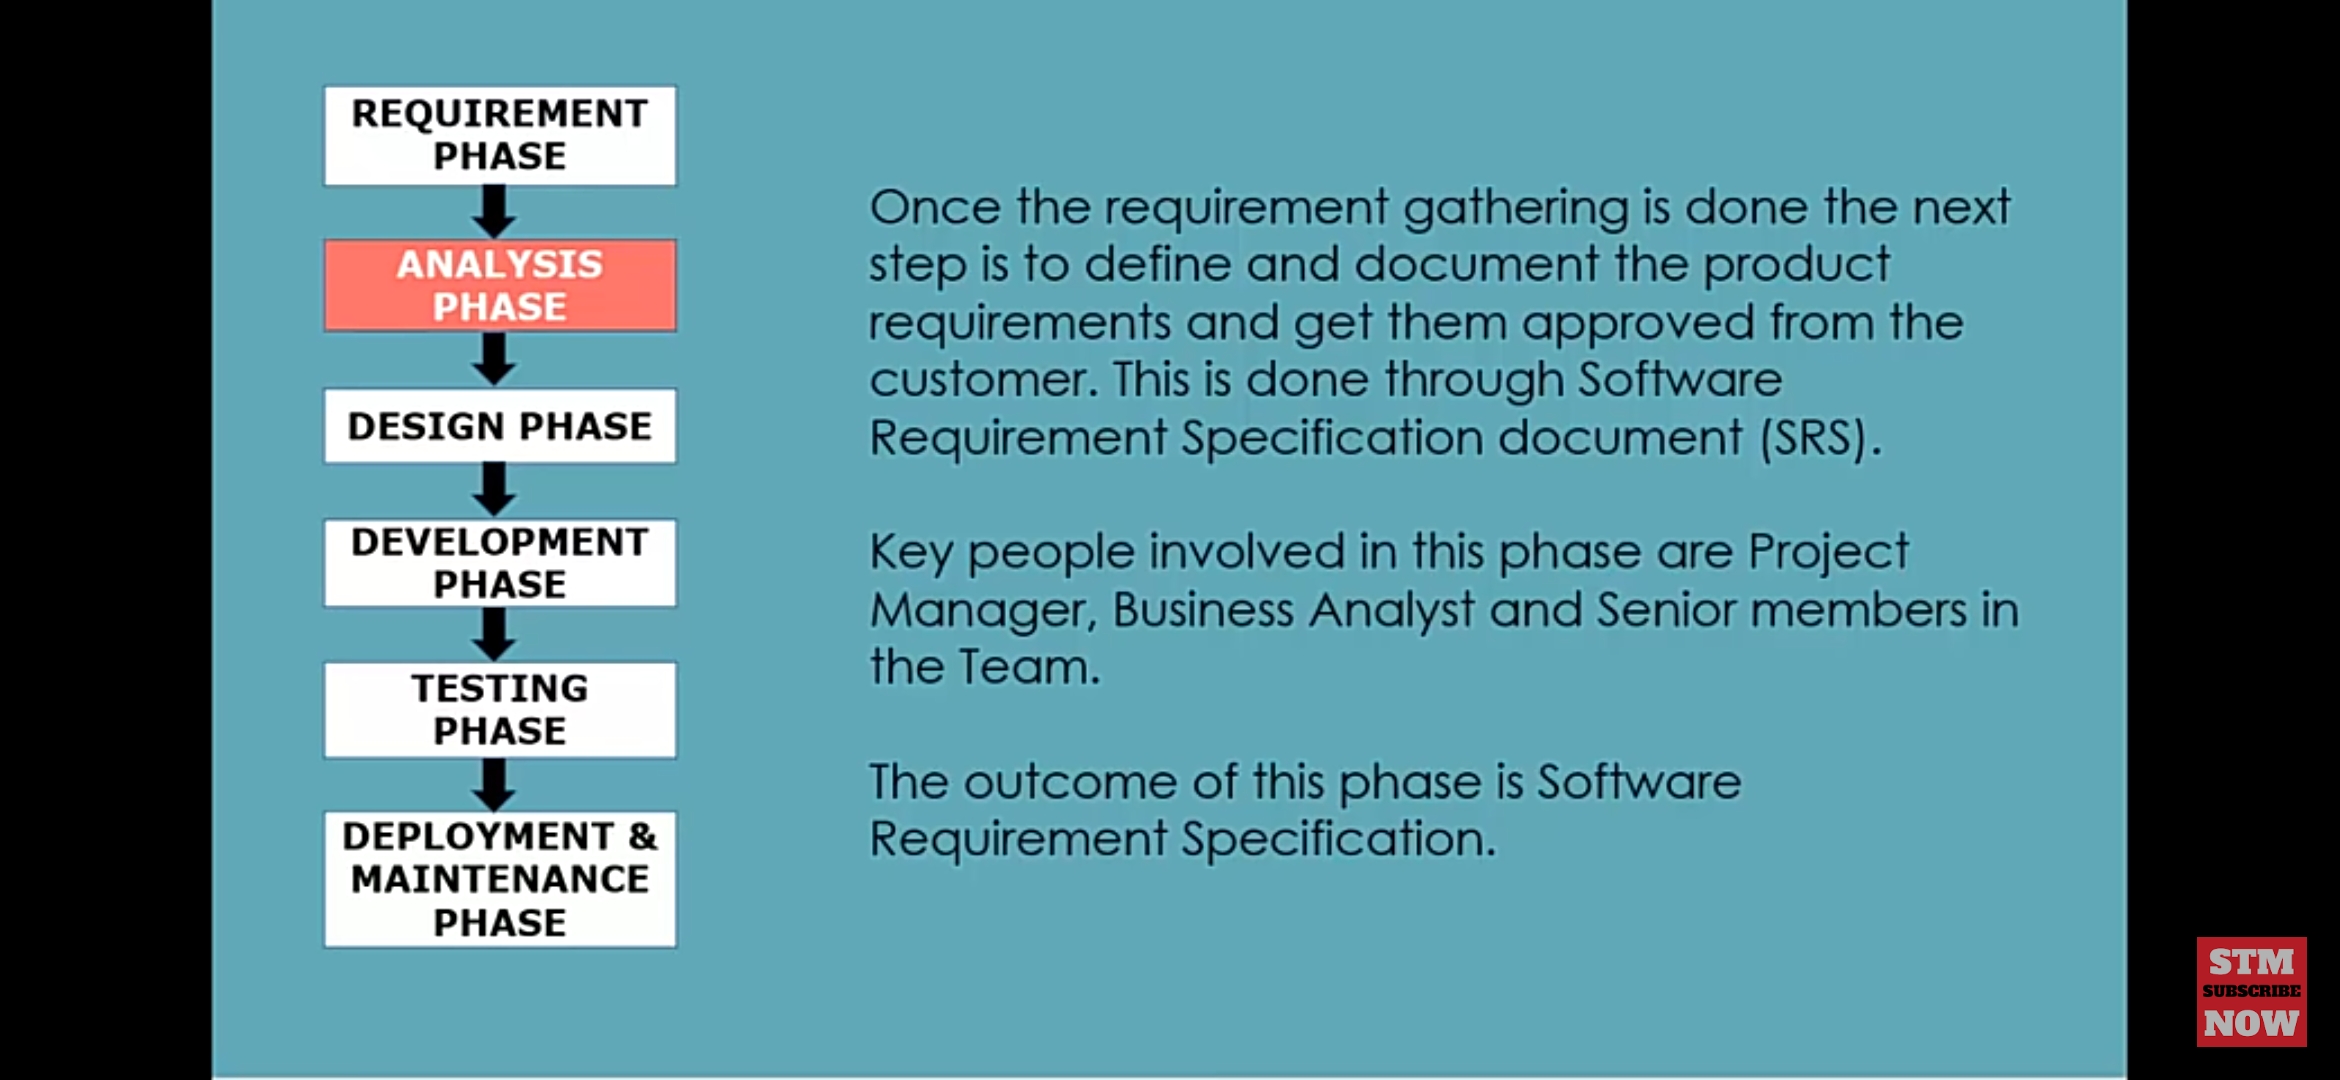 REQUIREMENT
PHASE
ANALYSIS
PHASE
DESIGN PHASE
DEVELOPMENT
PHASE
TESTING
PHASE
DEPLOYMENT &
MAINTENANCE
PHASE
Once the requirement gathering is done the next
step is to define and document the product
requirements and get them approved from the
customer. This is done through Software
Requirement Specification document (SRS).
Key people involved in this phase are Project
Manager, Business Analyst and Senior members in
the Team.
The outcome of this phase is Software
Requirement Specification.
STM
SUBSCRIBE
NOW